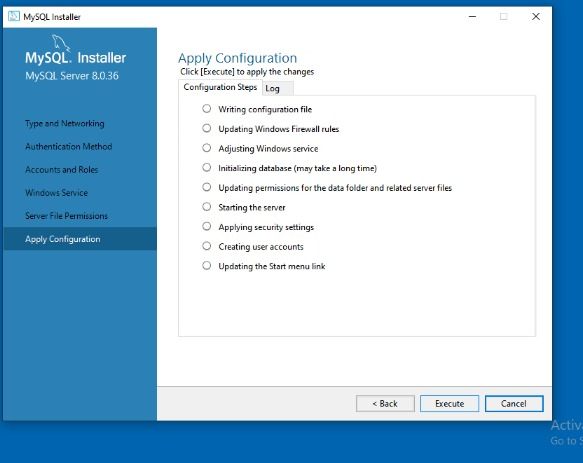 MySQL Installer
MySQL. Installer
MySQL Server 8.0.36
Type and Networking
Authentication Method
Accounts and Roles
Windows Service
Server File Permissions
Apply Configuration
Apply Configuration
Click [Execute] to apply the changes
Configuration Steps Log
Writing configuration file
Updating Windows Firewall rules
Adjusting Windows service
Initializing database (may take a long time)
Updating permissions for the data folder and related server files
Starting the server
Applying security settings
Creating user accounts
Updating the Start menu link
< Back Execute Cancel
Activ
Go to S